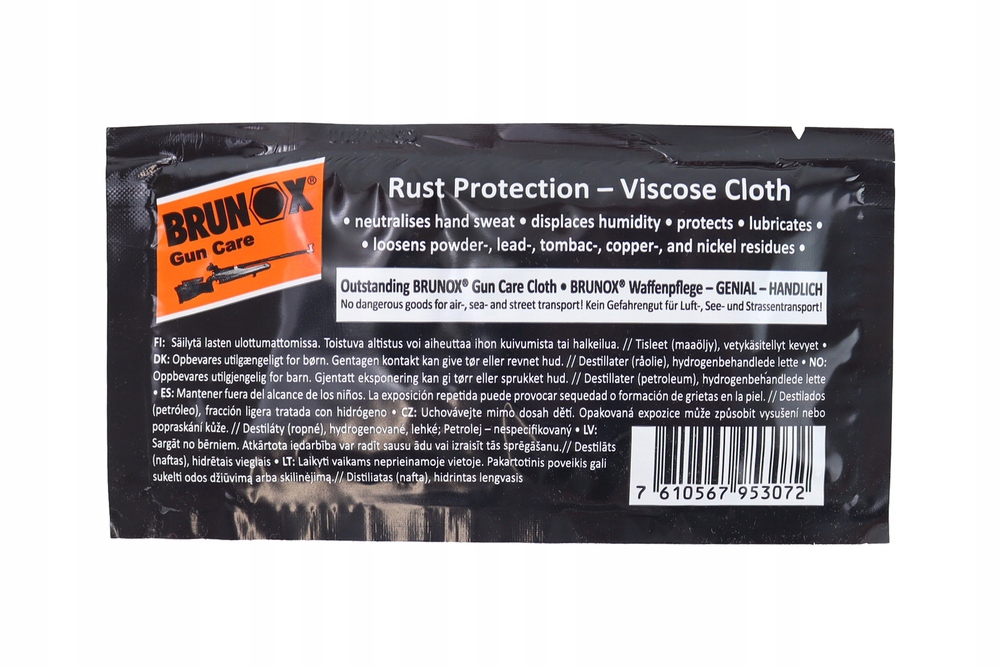 BRUNOX®
Gun Care
Rust Protection – Viscose Cloth
• neutralises hand sweat • displaces humidity • protects • lubricates •
• loosens powder-, lead-, tombac-, copper-, and nickel residues •
Outstanding BRUNOX® Gun Care Cloth • BRUNOX® Waffenpflege – GENIAL – HANDLICH
No dangerous goods for air-, sea- and street transport! Kein Gefahrengut für Luft-, See- und Strassentransport!
FI: Säilytä lasten ulottumattomissa. Toistuva altistus voi aiheuttaa ihon kuivumista tai halkeilua. // Tisleet (maaöljy), vetykäsitellyt kevyet •
DK: Opbevares utilgængeligt for børn. Gentagen kontakt kan give tør eller revnet hud. // Destillater (råolie), hydrogenbehandlede lette • NO:
Oppbevares utilgjengelig for barn. Gjentatt eksponering kan gi tørr eller sprukket hud. // Destillater (petroleum), hydrogenbehandlede lette
• ES: Mantener fuera del alcance de los niños. La exposición repetida puede provocar sequedad o formación de grietas en la piel. // Destilados
(petróleo), fracción ligera tratada con hidrógeno • CZ: Uchovávejte mimo dosah dětí. Opakovaná expozice může způsobit vysušení nebo
popraskání kůže. // Destiláty (ropné), hydrogenované, lehké; Petrolej – nespecifikovaný • LV:
Sargāt no bērniem. Atkārtota iedarbība var radīt sausu ādu vai izraisīt tās sprēgāšanu.// Destilāts
(naftas), hidrētais vieglais • LT: Laikyti vaikams neprieinamoje vietoje. Pakartotinis poveikis gali
sukelti odos džiūvimą arba skilinėjimą.// Distiliatas (nafta), hidrintas lengvasis
7 610567 953072